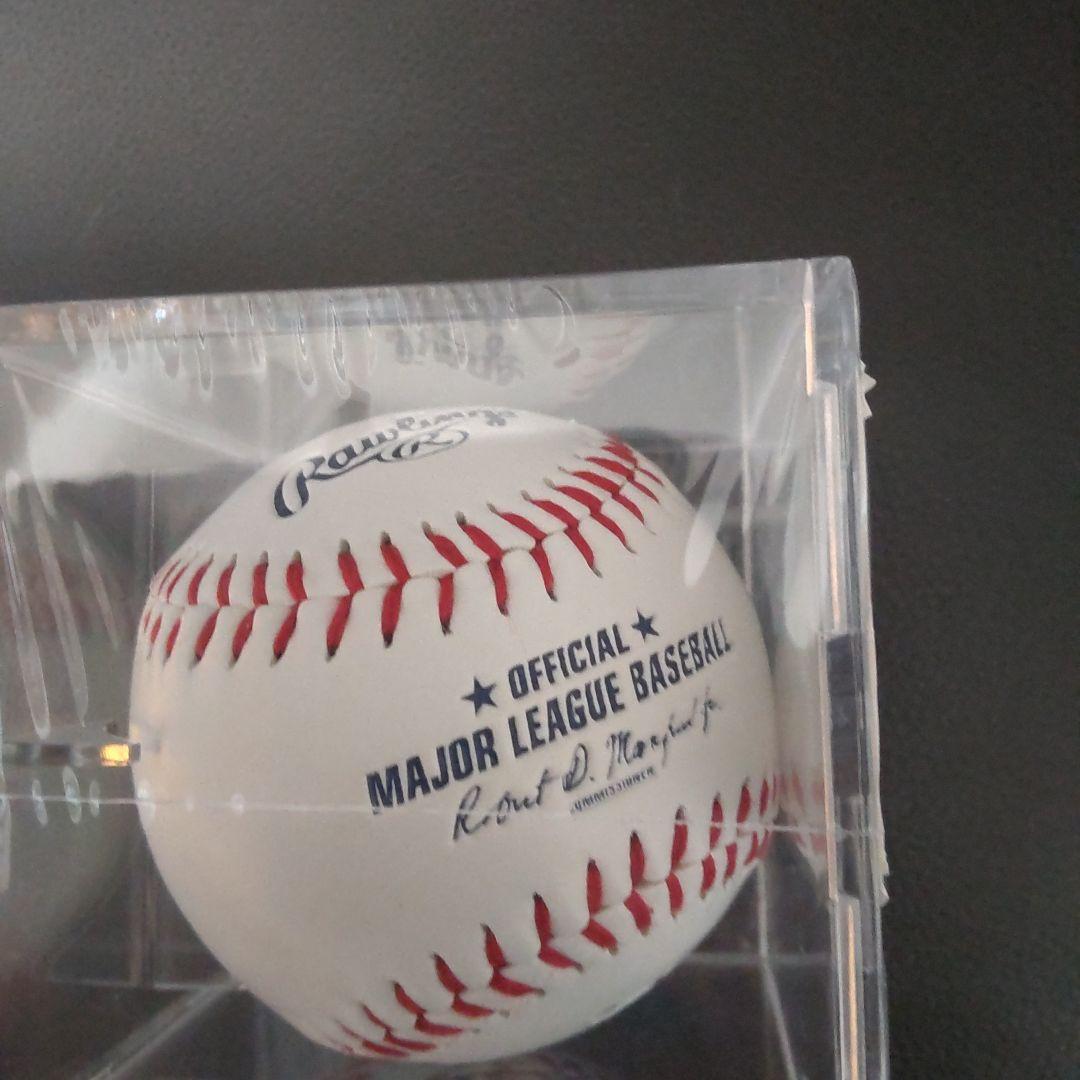 Rawlings
R
OFFICIAL
MAJOR LEAGUE BASEBALL
Robert D. Manfred Jr.
COMMISSIONER